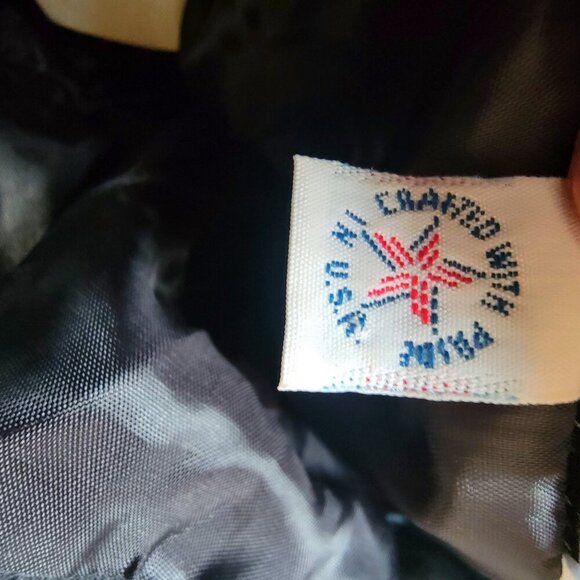 CRAFTED WITH PRIDE IN U.S.A.